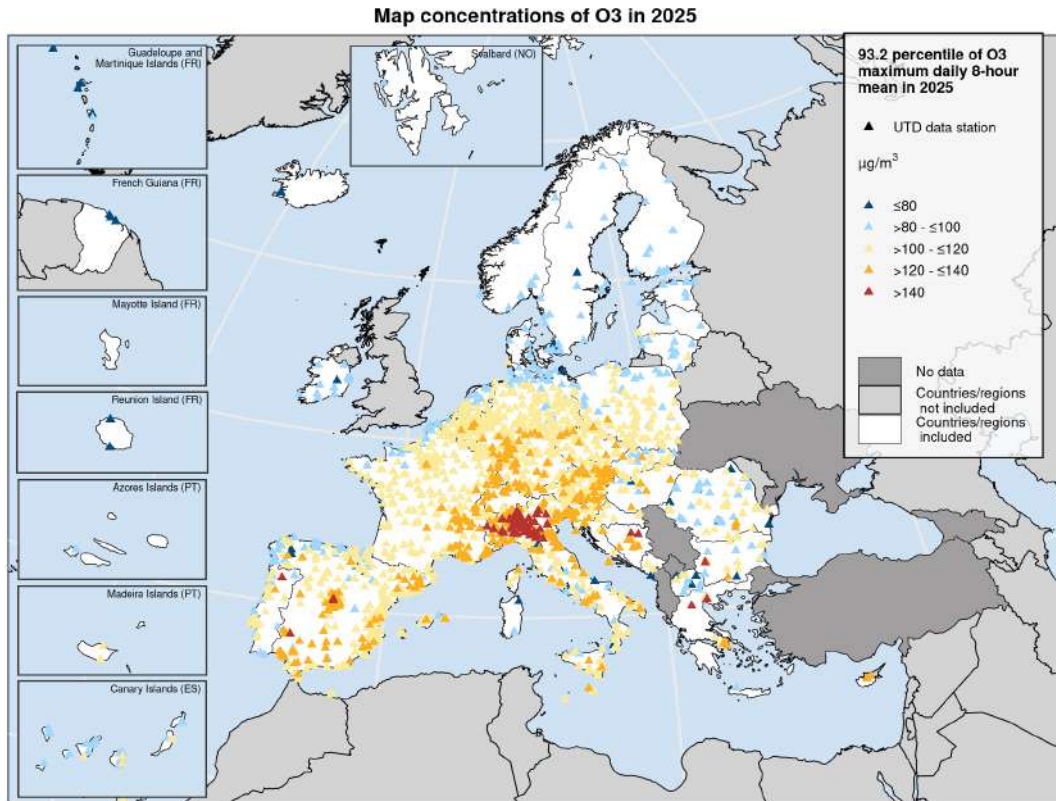 Map concentrations of O3 in 2025
Guadeloupe and
Martinique Islands (FR)
French Guiana (FR)
Mayotte Island (FR)
Reunion Island (FR)
Azores Islands (PT)
Madeira Islands (PT)
Canary Islands (ES)
Svalbard (NO)
93.2 percentile of O3
maximum daily 8-hour
mean in 2025
UTD data station
µg/m³
≤80
>80 - ≤100
>100 - ≤120
>120 - ≤140
>140
No data
Countries/regions
not included
Countries/regions
included